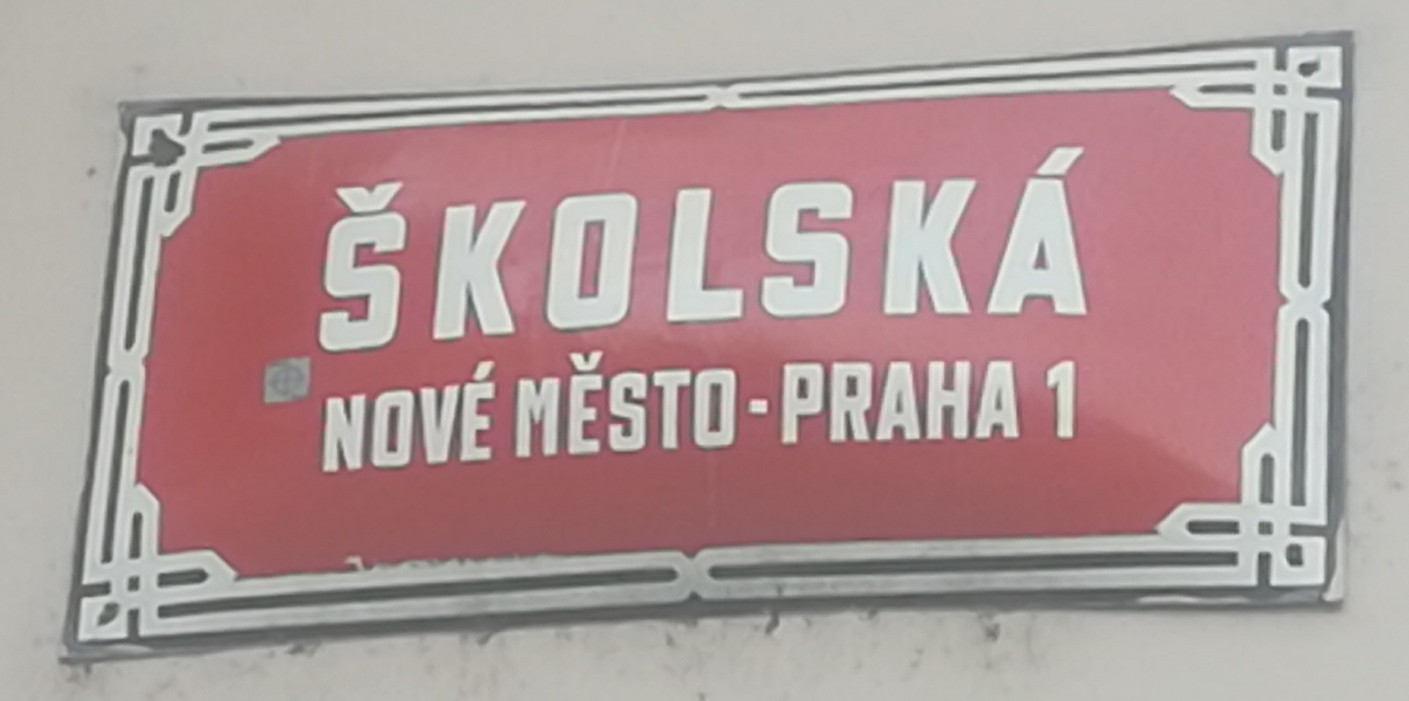 ŠKOLSKÁ
NOVÉ MĚSTO-PRAHA 1